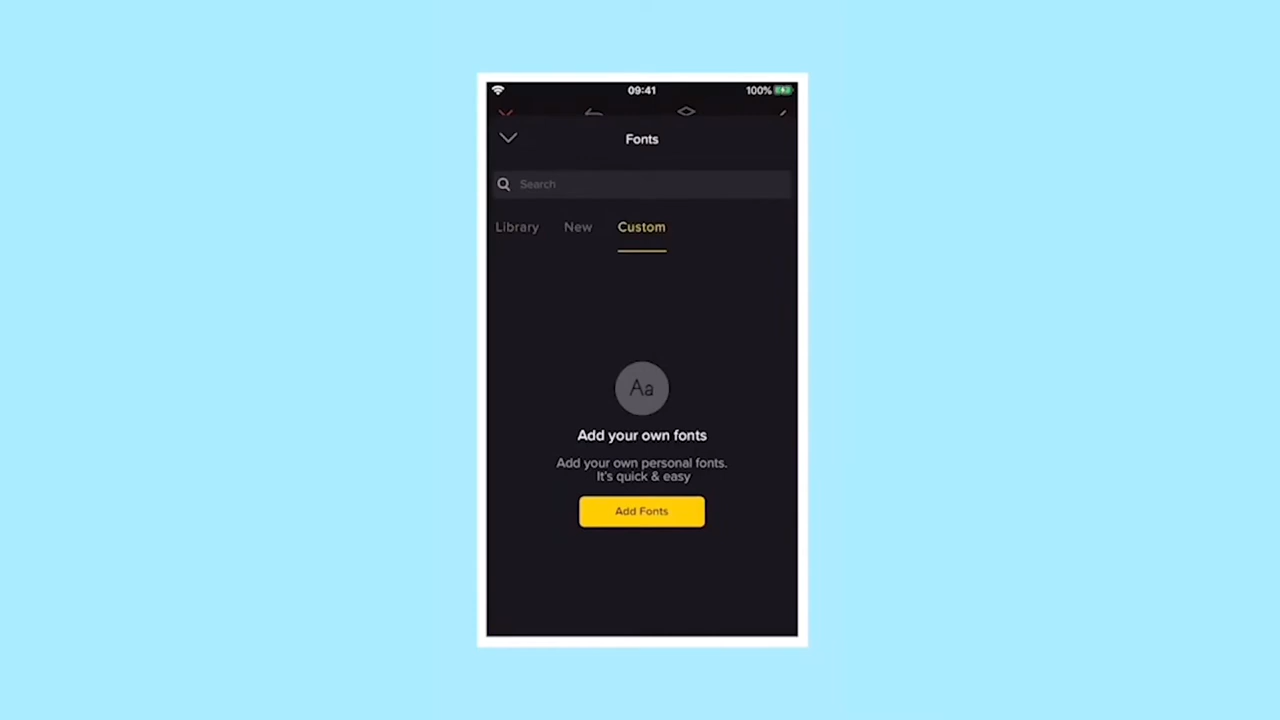 09:41
100%
Fonts
Search
Library New Custom
Aa
Add your own fonts
Add your own personal fonts.
It's quick & easy
Add Fonts